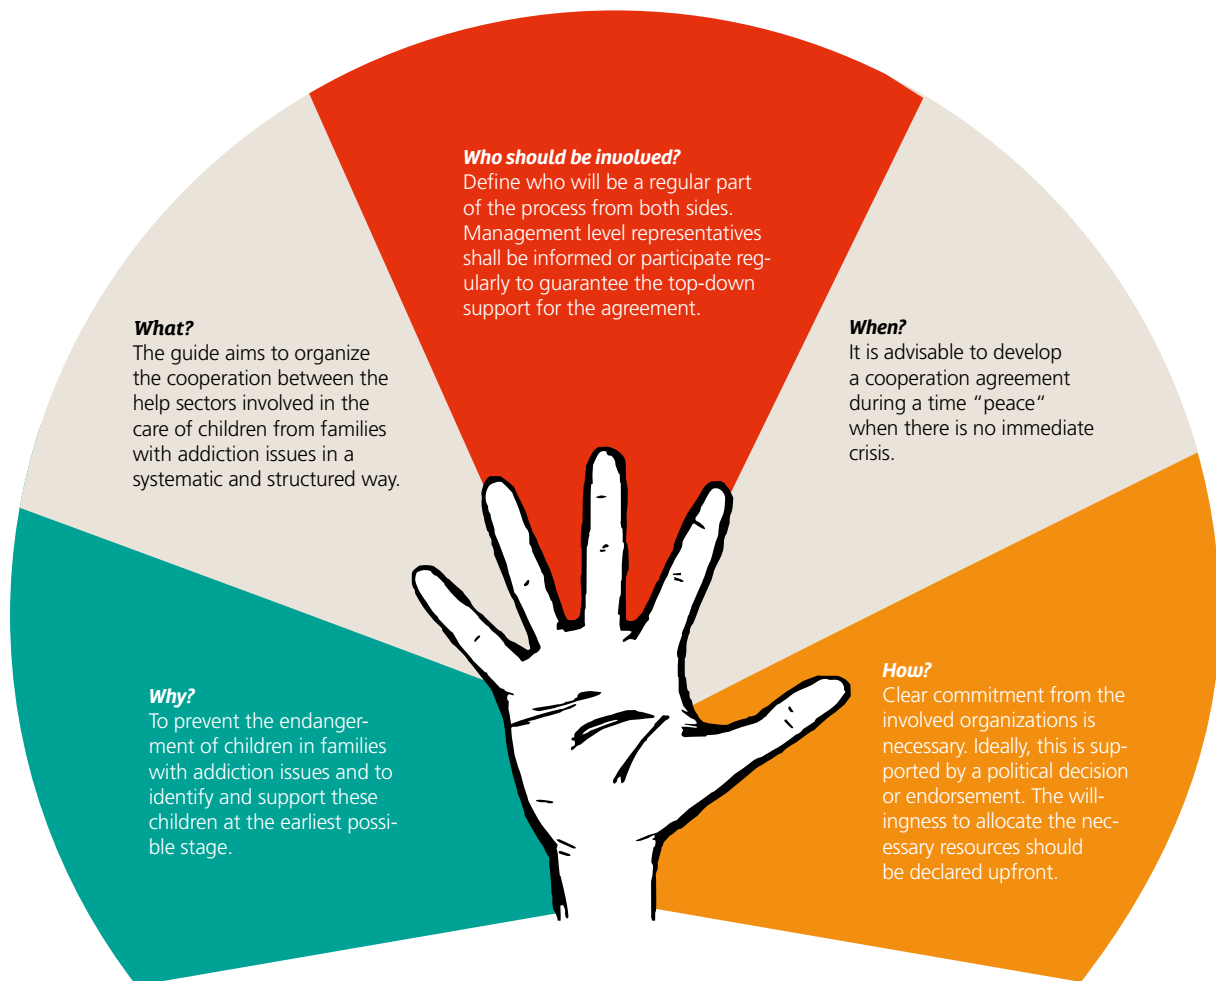 Why?
To prevent the endanger-
ment of children in families
with addiction issues and to
identify and support these
children at the earliest possi-
ble stage.
What?
The guide aims to organize
the cooperation between the
help sectors involved in the
care of children from families
with addiction issues in a
systematic and structured way.
Who should be involved?
Define who will be a regular part
of the process from both sides.
Management level representatives
shall be informed or participate reg-
ularly to guarantee the top-down
support for the agreement.
When?
It is advisable to develop
a cooperation agreement
during a time “peace“
when there is no immediate
crisis.
How?
Clear commitment from the
involved organizations is
necessary. Ideally, this is sup-
ported by a political decision
or endorsement. The will-
ingness to allocate the nec-
essary resources should
be declared upfront.